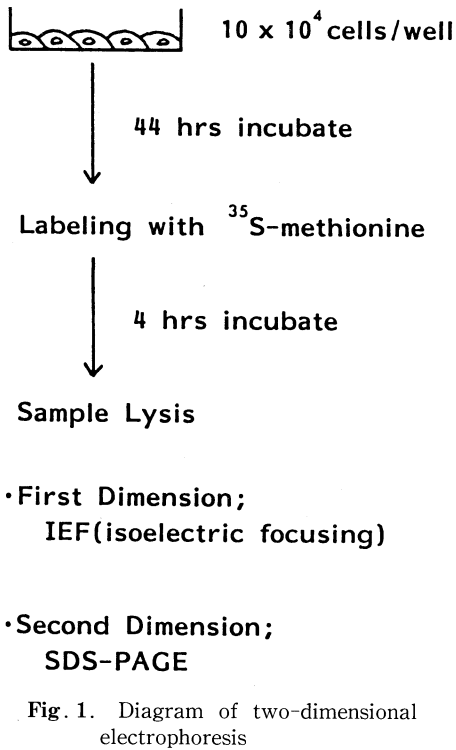 10 x 10⁴ cells/well
44 hrs incubate
Labeling with ³⁵S-methionine
4 hrs incubate
Sample Lysis
·First Dimension;
IEF(isoelectric focusing)
·Second Dimension;
SDS-PAGE
Fig. 1. Diagram of two-dimensional
electrophoresis